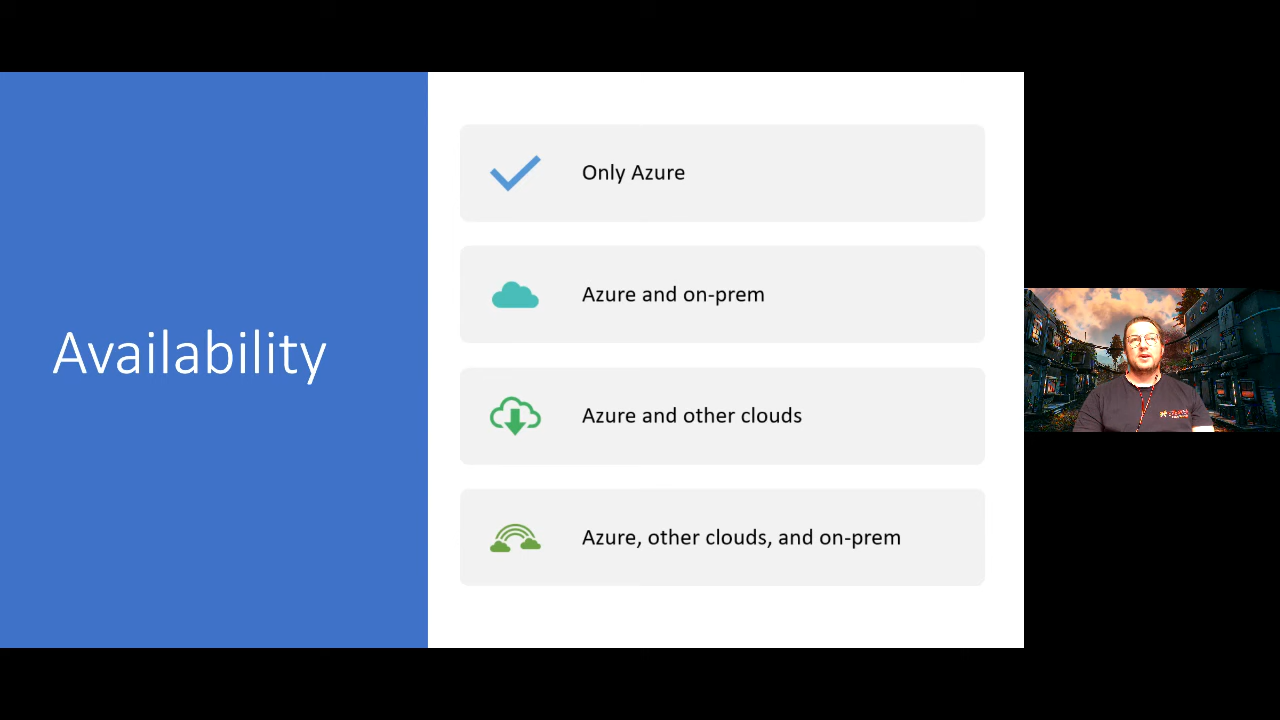 Availability
Only Azure
Azure and on-prem
Azure and other clouds
Azure, other clouds, and on-prem